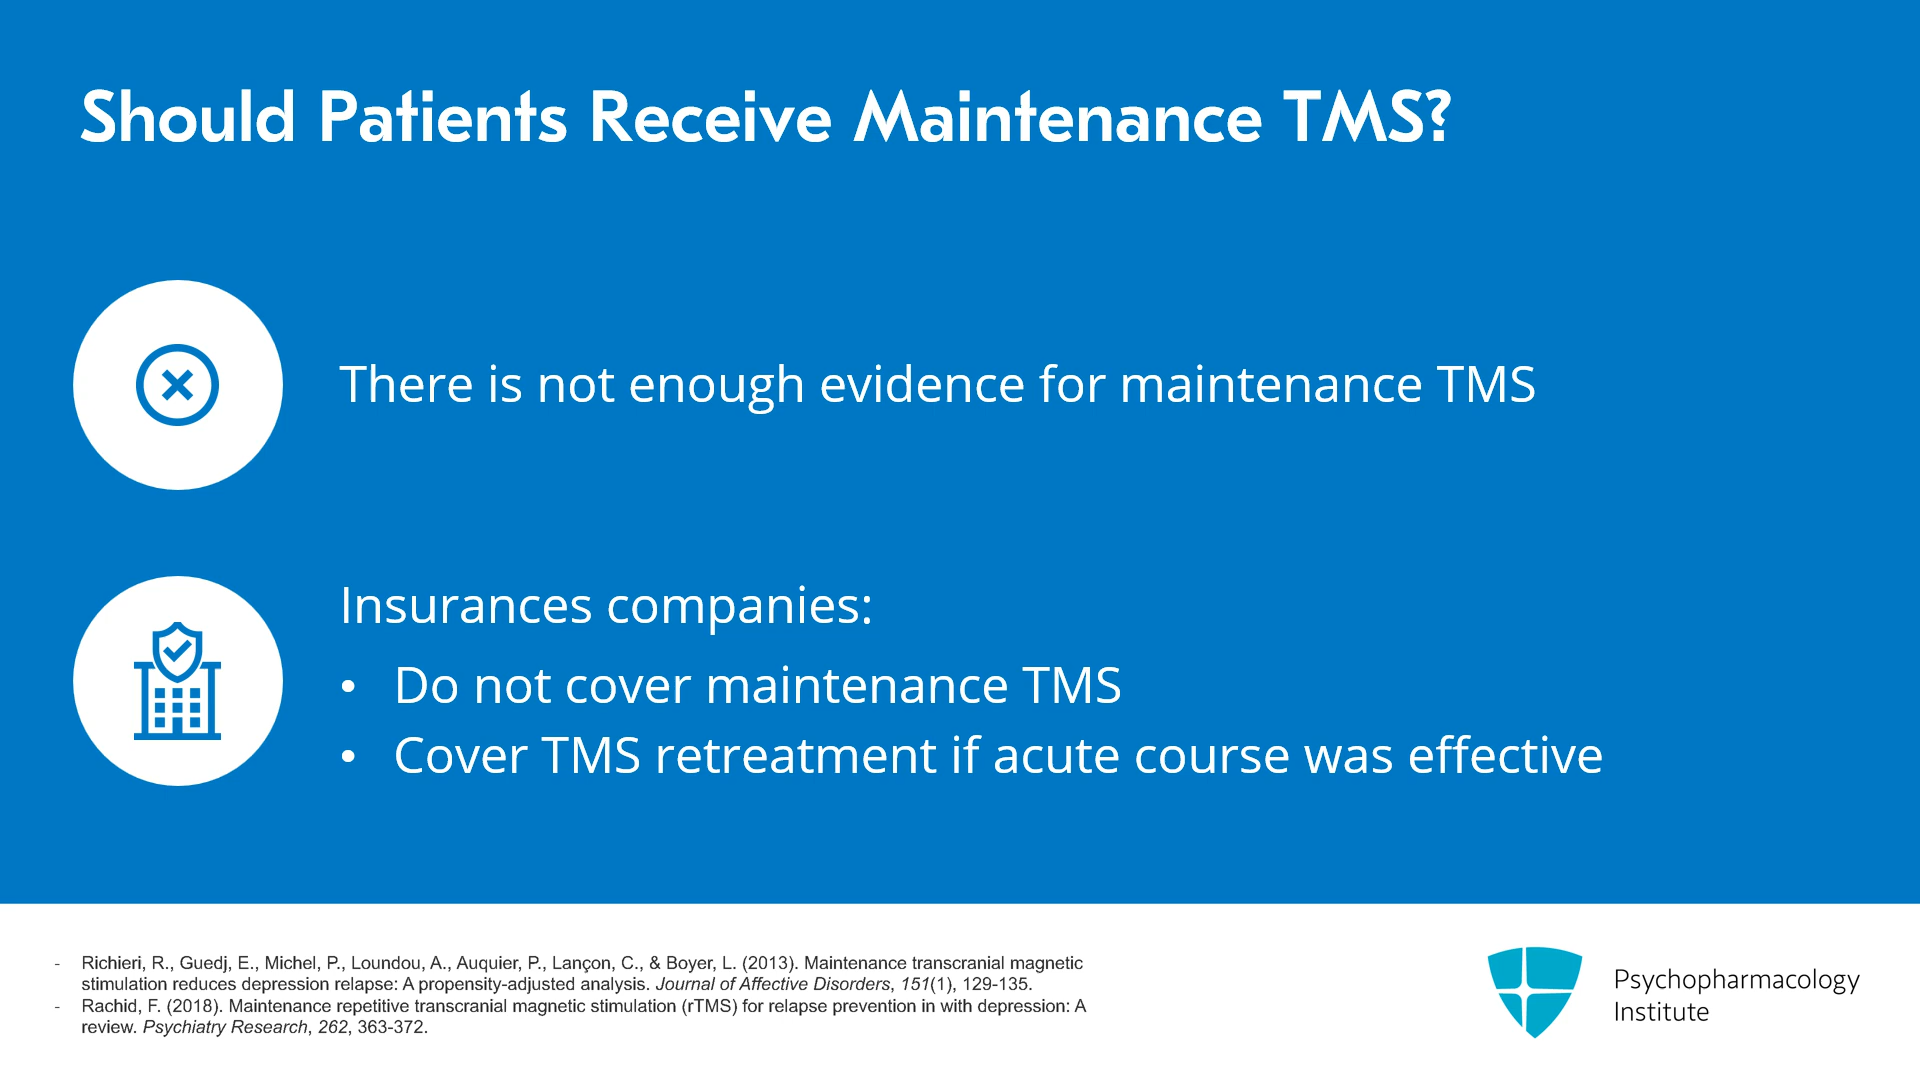 Should Patients Receive Maintenance TMS?
There is not enough evidence for maintenance TMS
Insurances companies:
• Do not cover maintenance TMS
• Cover TMS retreatment if acute course was effective
- Richieri, R., Guedj, E., Michel, P., Loundou, A., Auquier, P., Lançon, C., & Boyer, L. (2013). Maintenance transcranial magnetic
stimulation reduces depression relapse: A propensity-adjusted analysis. Journal of Affective Disorders, 151(1), 129-135.
- Rachid, F. (2018). Maintenance repetitive transcranial magnetic stimulation (rTMS) for relapse prevention in with depression: A
review. Psychiatry Research, 262, 363-372.
Psychopharmacology
Institute